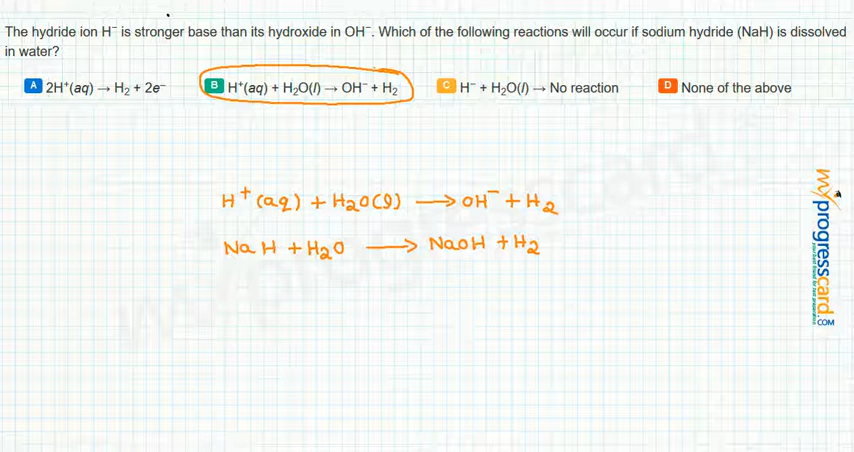 The hydride ion H⁻ is stronger base than its hydroxide in OH⁻. Which of the following reactions will occur if sodium hydride (NaH) is dissolved
in water?
A 2H⁺(aq) → H₂ + 2e⁻ B H⁺(aq) + H₂O(l) → OH⁻ + H₂ C H⁻ + H₂O(l) → No reaction D None of the above
H⁺ (aq) + H₂O(l) → OH⁻ + H₂
NaH + H₂O → NaOH + H₂
myprogresscard
.COM
myprogresscard